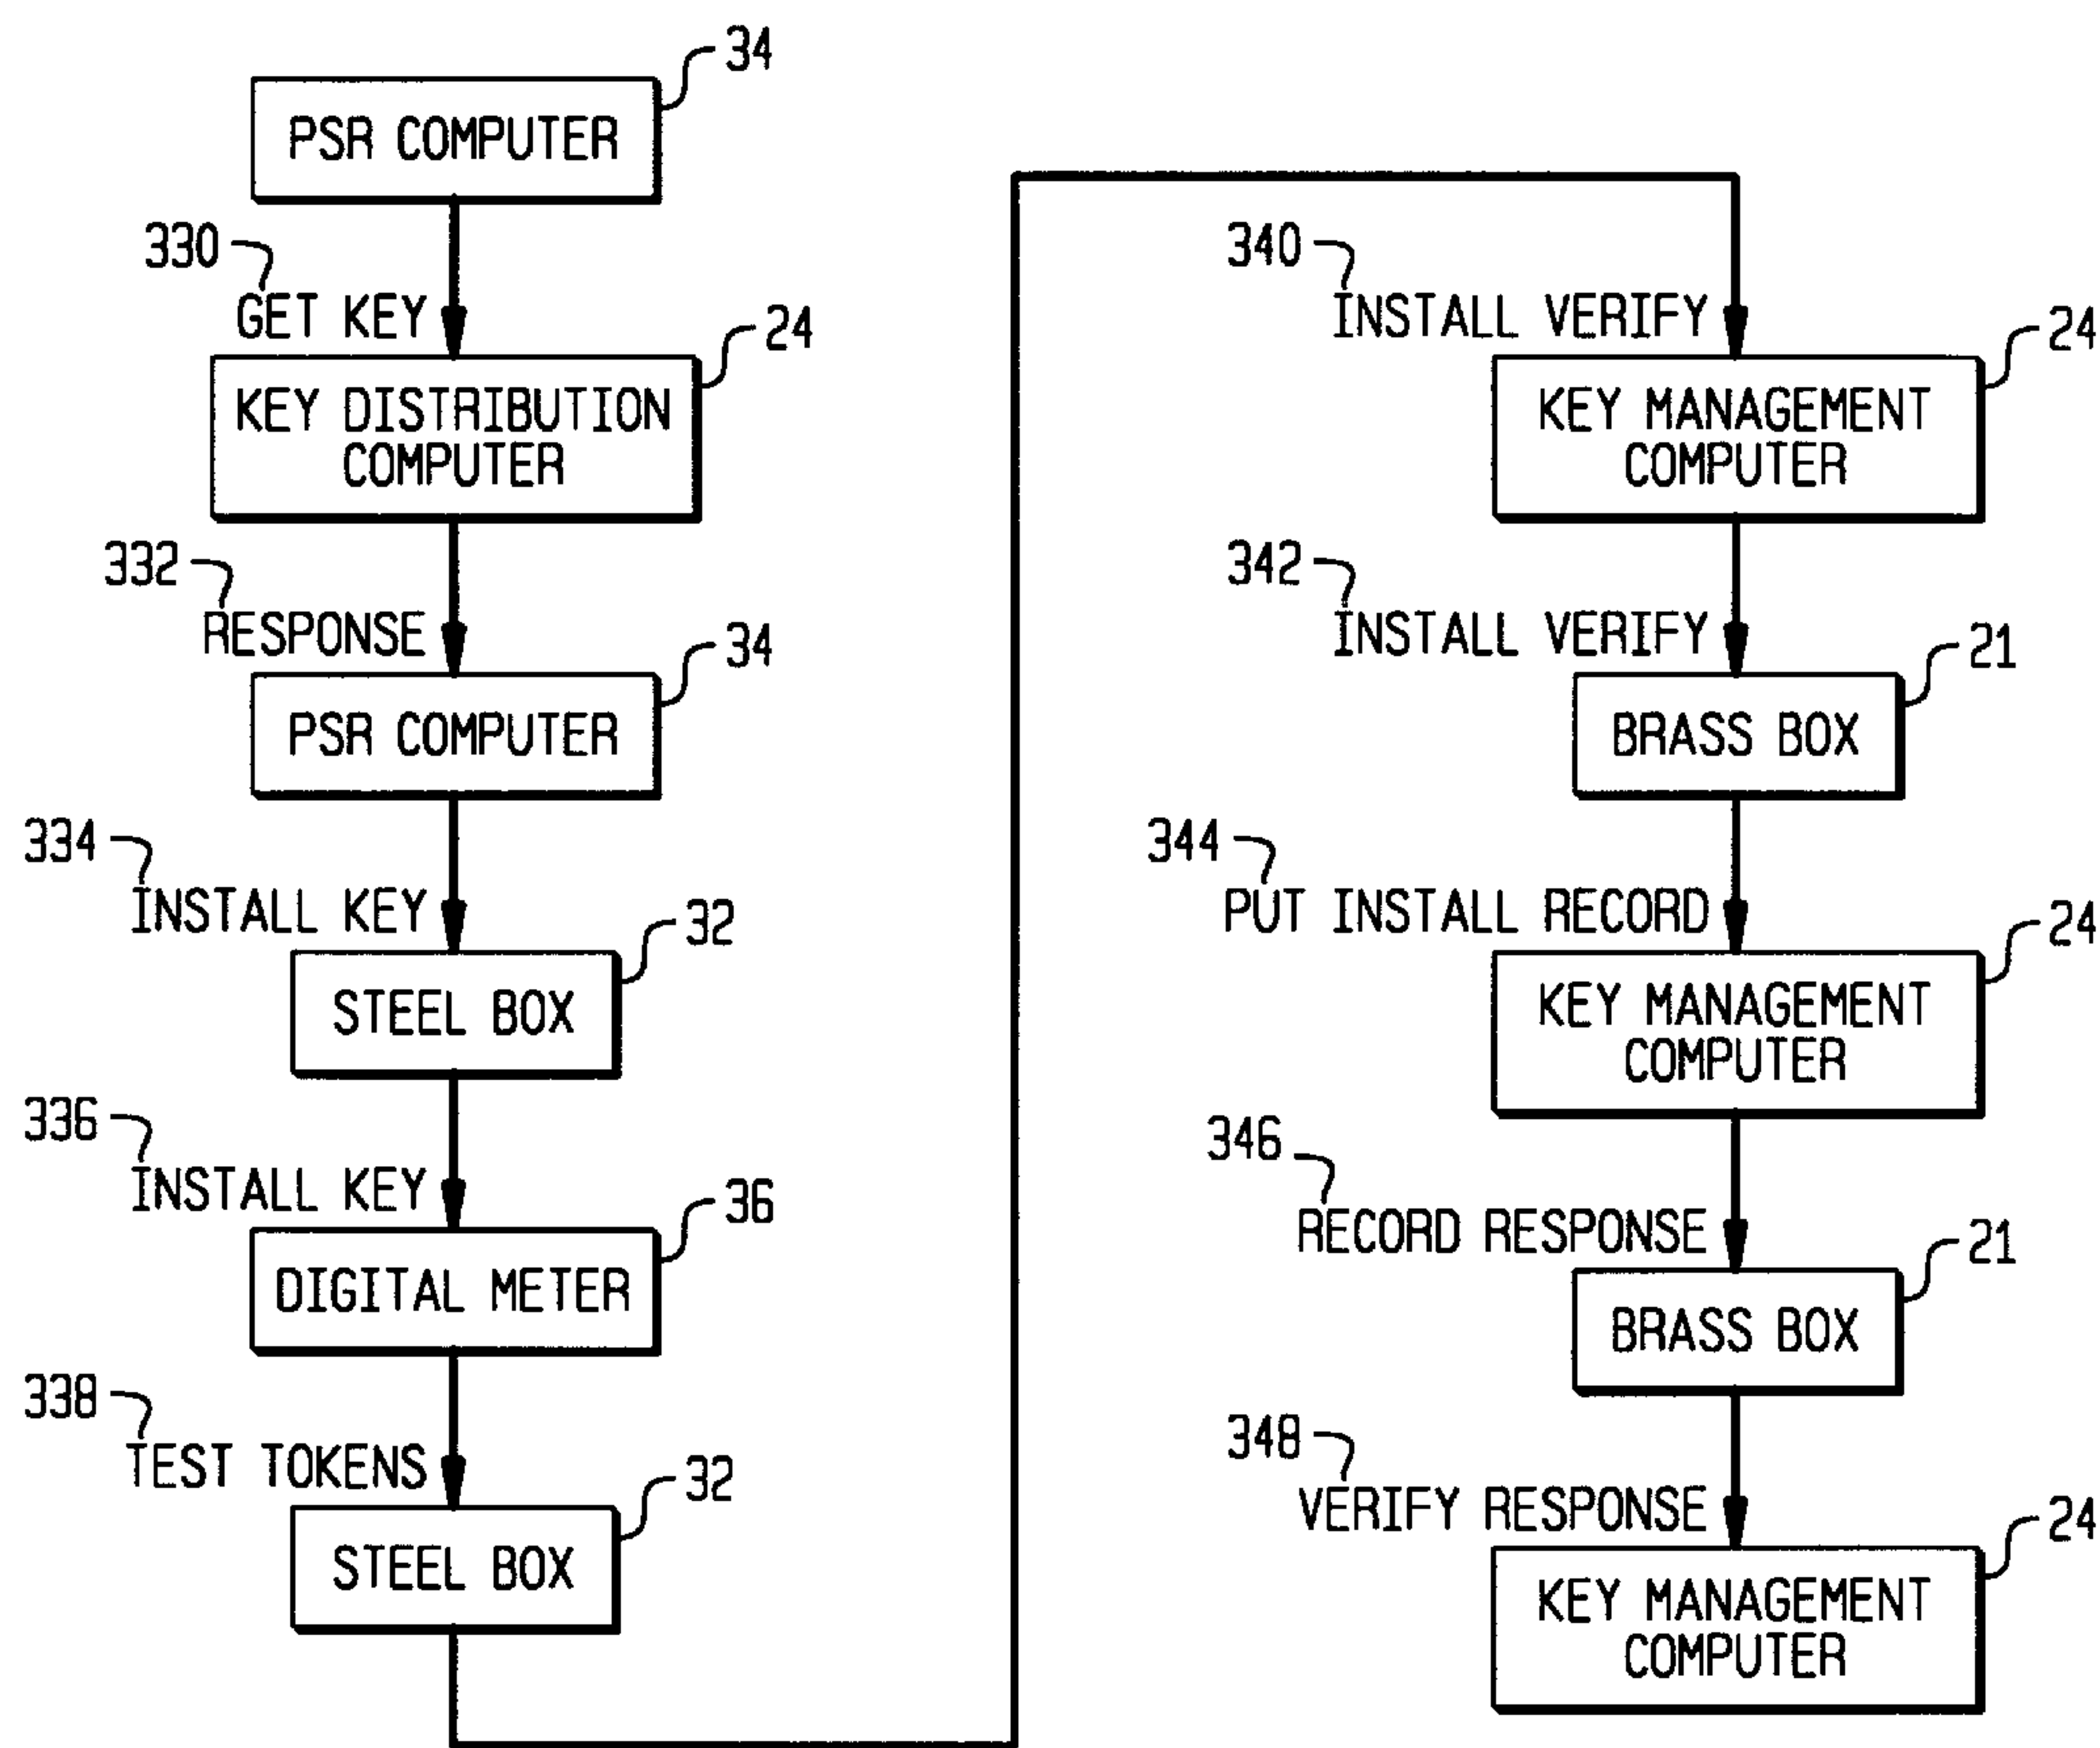 34
PSR COMPUTER
330
GET KEY
24
KEY DISTRIBUTION
COMPUTER
332
RESPONSE
34
PSR COMPUTER
334
INSTALL KEY
32
STEEL BOX
336
INSTALL KEY
36
DIGITAL METER
338
TEST TOKENS
32
STEEL BOX
340
INSTALL VERIFY
24
KEY MANAGEMENT
COMPUTER
342
INSTALL VERIFY
21
BRASS BOX
344
PUT INSTALL RECORD
24
KEY MANAGEMENT
COMPUTER
346
RECORD RESPONSE
21
BRASS BOX
348
VERIFY RESPONSE
24
KEY MANAGEMENT
COMPUTER